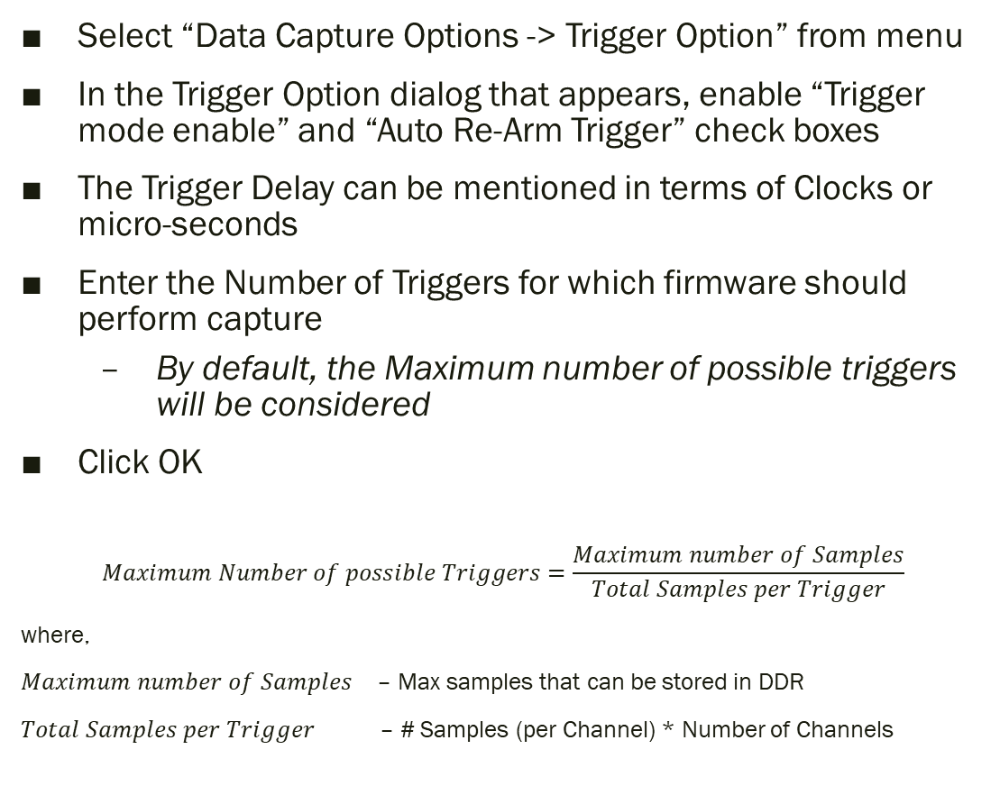 ■ Select “Data Capture Options -> Trigger Option” from menu
■ In the Trigger Option dialog that appears, enable “Trigger
mode enable” and “Auto Re-Arm Trigger” check boxes
■ The Trigger Delay can be mentioned in terms of Clocks or
micro-seconds
■ Enter the Number of Triggers for which firmware should
perform capture
– By default, the Maximum number of possible triggers
will be considered
■ Click OK
Maximum Number of possible Triggers = Maximum number of Samples / Total Samples per Trigger
where,
Maximum number of Samples – Max samples that can be stored in DDR
Total Samples per Trigger – # Samples (per Channel) * Number of Channels